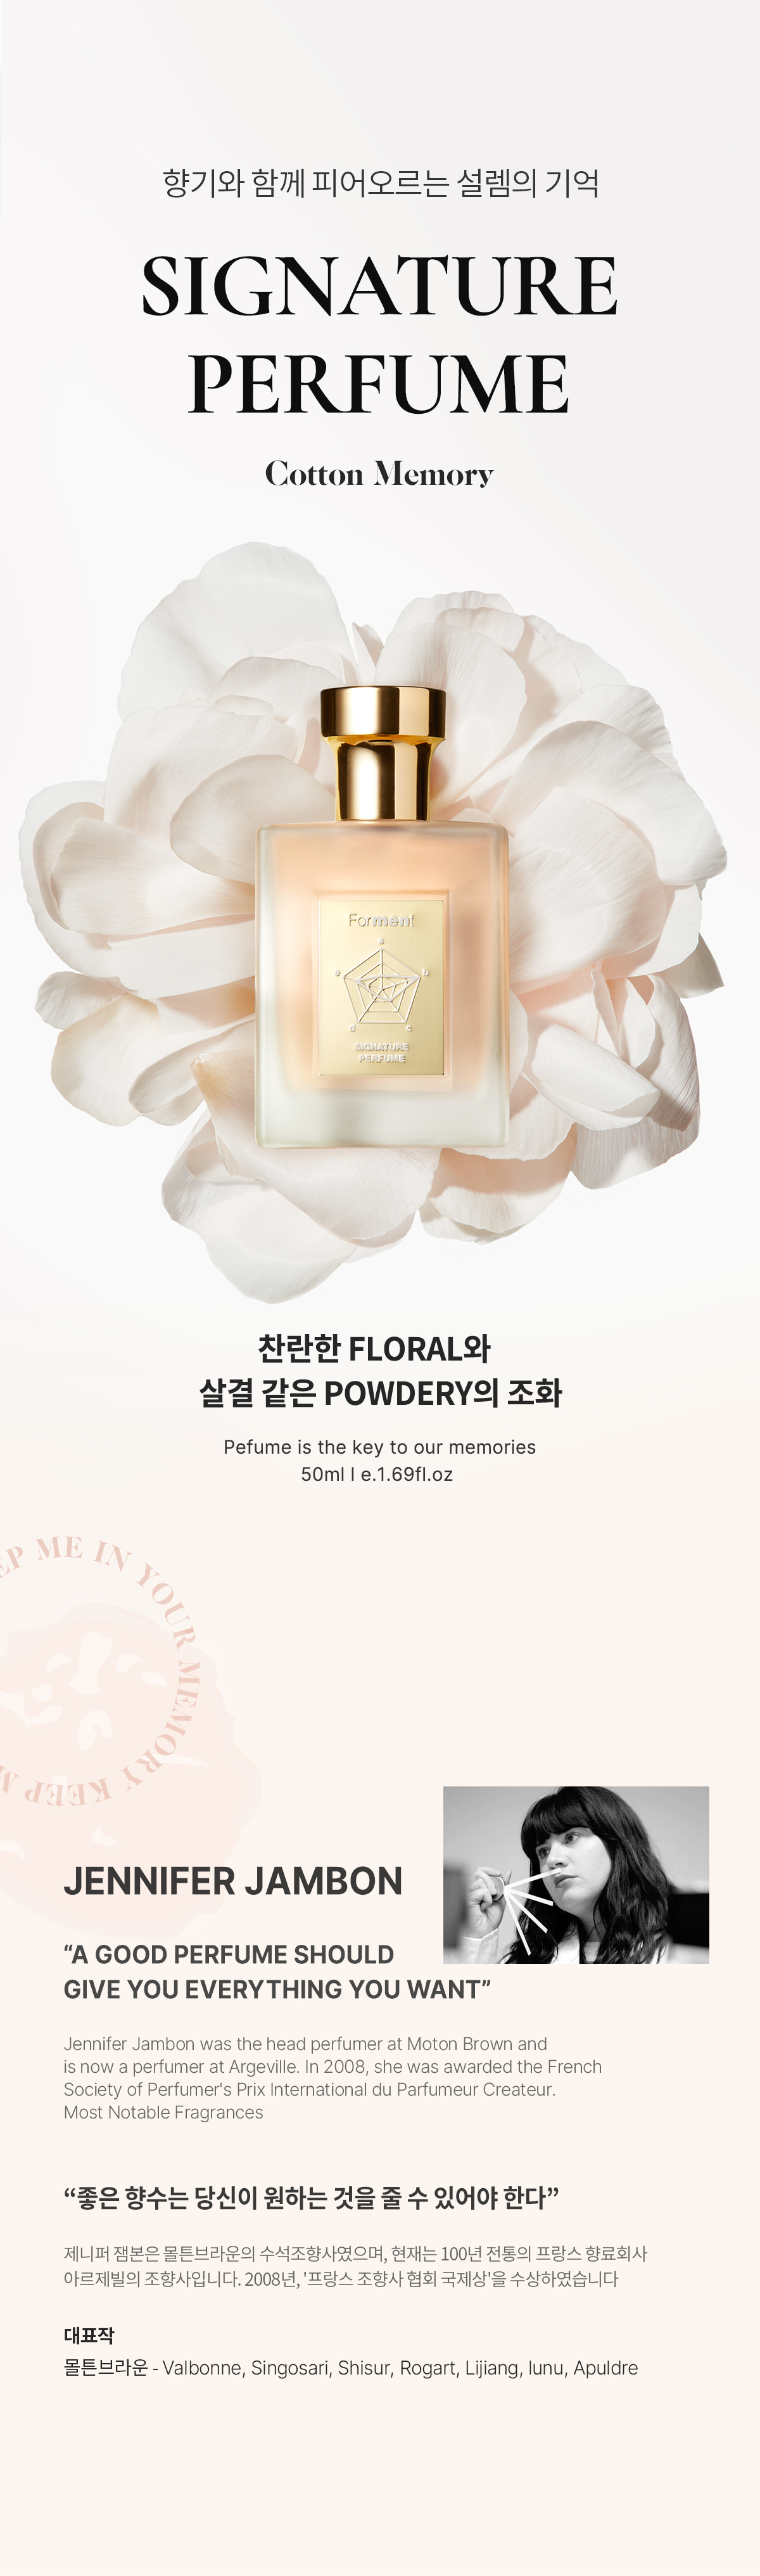 향기와 함께 피어오르는 설렘의 기억
SIGNATURE
PERFUME
Cotton Memory
Forment
a
e b
d c
SIGNATURE
PERFUME
찬란한 FLORAL와
살결 같은 POWDERY의 조화
Pefume is the key to our memories
50ml l e.1.69fl.oz
EP ME IN YOUR MEMORY KEEP M
JENNIFER JAMBON
“A GOOD PERFUME SHOULD
GIVE YOU EVERYTHING YOU WANT”
Jennifer Jambon was the head perfumer at Moton Brown and
is now a perfumer at Argeville. In 2008, she was awarded the French
Society of Perfumer's Prix International du Parfumeur Createur.
Most Notable Fragrances
“좋은 향수는 당신이 원하는 것을 줄 수 있어야 한다”
제니퍼 잼본은 몰튼브라운의 수석조향사였으며, 현재는 100년 전통의 프랑스 향료회사
아르제빌의 조향사입니다. 2008년, '프랑스 조향사 협회 국제상'을 수상하였습니다
대표작
몰튼브라운 - Valbonne, Singosari, Shisur, Rogart, Lijiang, Iunu, Apuldre